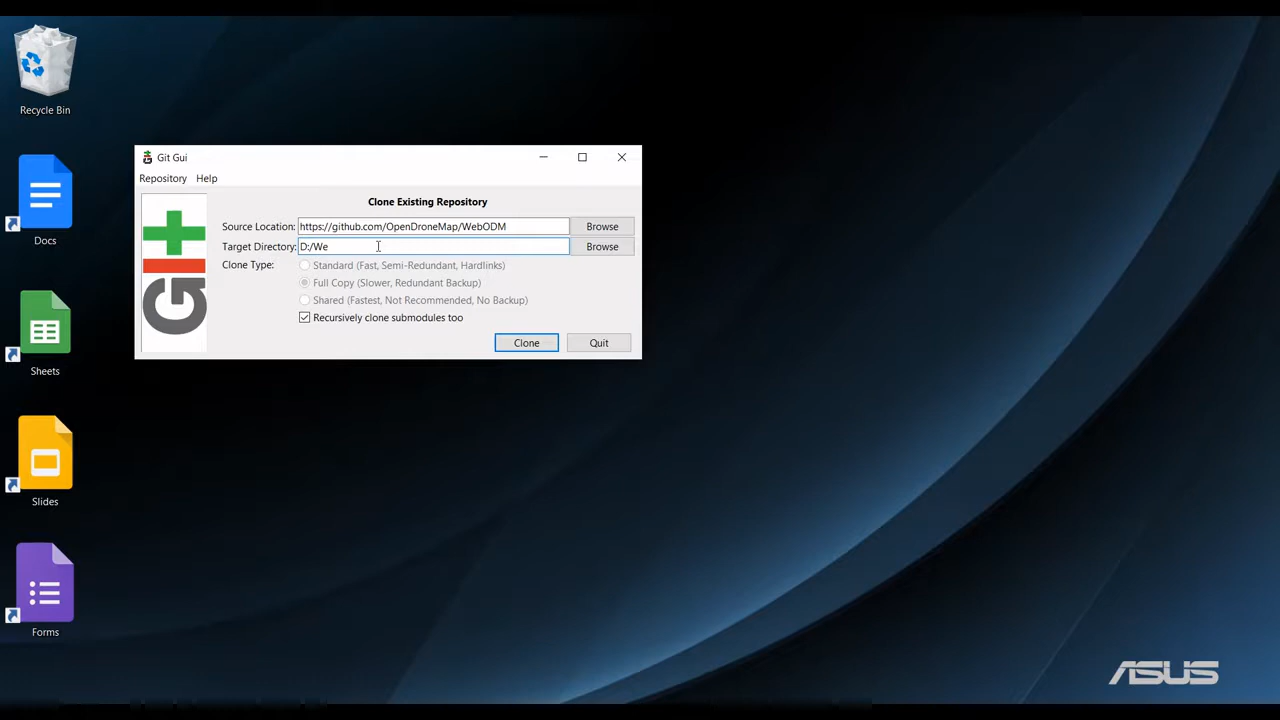 Recycle Bin
Docs
Sheets
Slides
Forms
Git Gui
Repository Help
GIT
Clone Existing Repository
Source Location: https://github.com/OpenDroneMap/WebODM Browse
Target Directory: D:/We Browse
Clone Type: Standard (Fast, Semi-Redundant, Hardlinks)
Full Copy (Slower, Redundant Backup)
Shared (Fastest, Not Recommended, No Backup)
Recursively clone submodules too
Clone Quit
ASUS